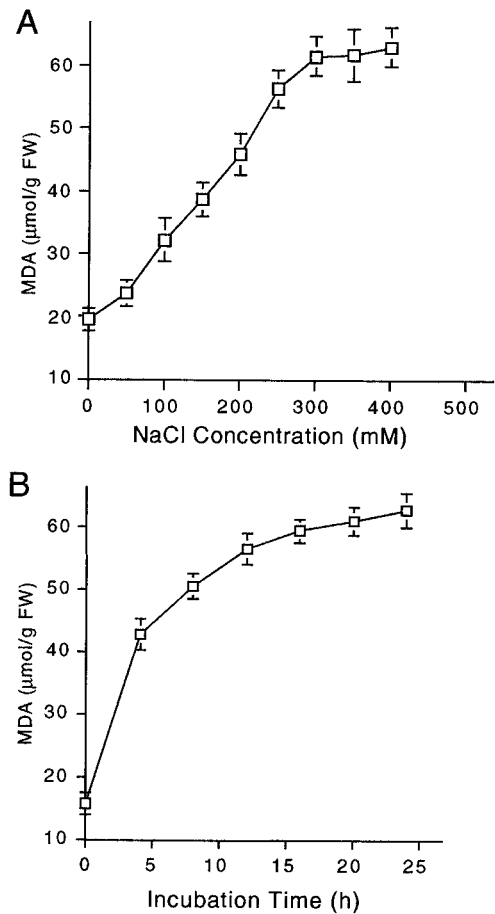 A
MDA (µmol/g FW)
60
50
40
30
20
10
0 100 200 300 400 500
NaCl Concentration (mM)
B
MDA (µmol/g FW)
60
50
40
30
20
10
0 5 10 15 20 25
Incubation Time (h)